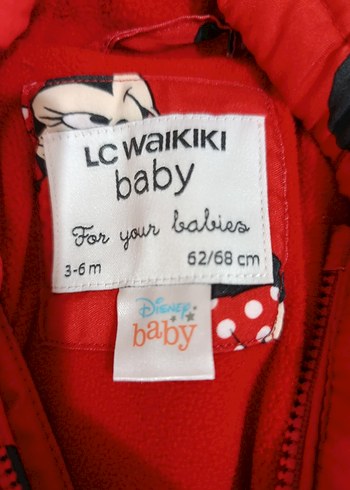 LC WAIKIKI
baby
For your babies
3-6 m 62/68 cm
Disney
baby